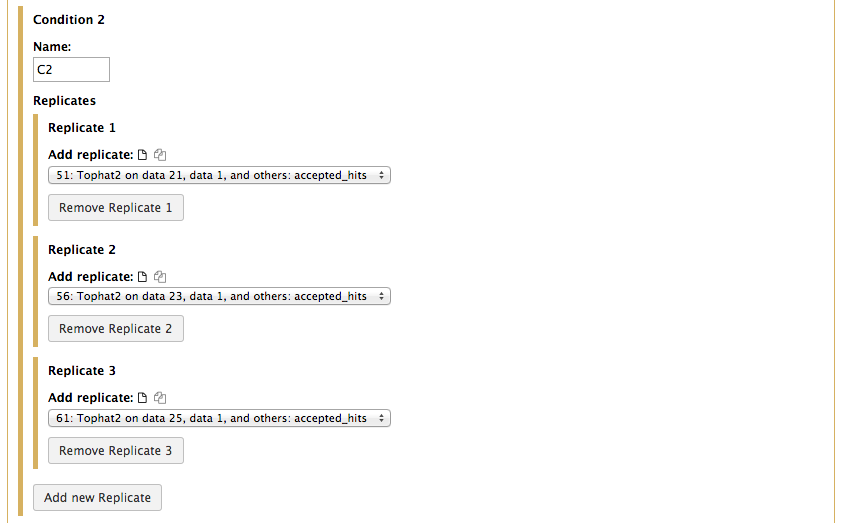 Condition 2
Name:
C2
Replicates
Replicate 1
Add replicate:
51: Tophat2 on data 21, data 1, and others: accepted_hits
Remove Replicate 1
Replicate 2
Add replicate:
56: Tophat2 on data 23, data 1, and others: accepted_hits
Remove Replicate 2
Replicate 3
Add replicate:
61: Tophat2 on data 25, data 1, and others: accepted_hits
Remove Replicate 3
Add new Replicate